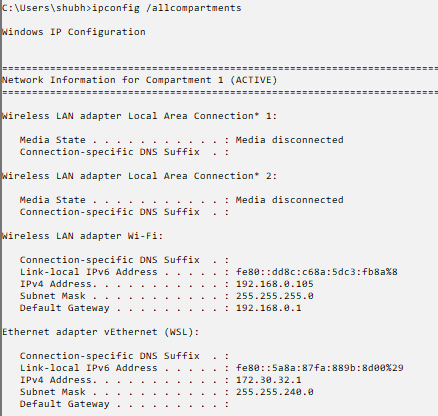 C:\Users\shubh>ipconfig /allcompartments
Windows IP Configuration
==============================================================================
Network Information for Compartment 1 (ACTIVE)
==============================================================================
Wireless LAN adapter Local Area Connection* 1:
Media State . . . . . . . . . . . : Media disconnected
Connection-specific DNS Suffix  . :
Wireless LAN adapter Local Area Connection* 2:
Media State . . . . . . . . . . . : Media disconnected
Connection-specific DNS Suffix  . :
Wireless LAN adapter Wi-Fi:
Connection-specific DNS Suffix  . :
Link-local IPv6 Address . . . . . : fe80::dd8c:c68a:5dc3:fb8a%8
IPv4 Address. . . . . . . . . . . : 192.168.0.105
Subnet Mask . . . . . . . . . . . : 255.255.255.0
Default Gateway . . . . . . . . . : 192.168.0.1
Ethernet adapter vEthernet (WSL):
Connection-specific DNS Suffix  . :
Link-local IPv6 Address . . . . . : fe80::5a8a:87fa:889b:8d00%29
IPv4 Address. . . . . . . . . . . : 172.30.32.1
Subnet Mask . . . . . . . . . . . : 255.255.240.0
Default Gateway . . . . . . . . . :